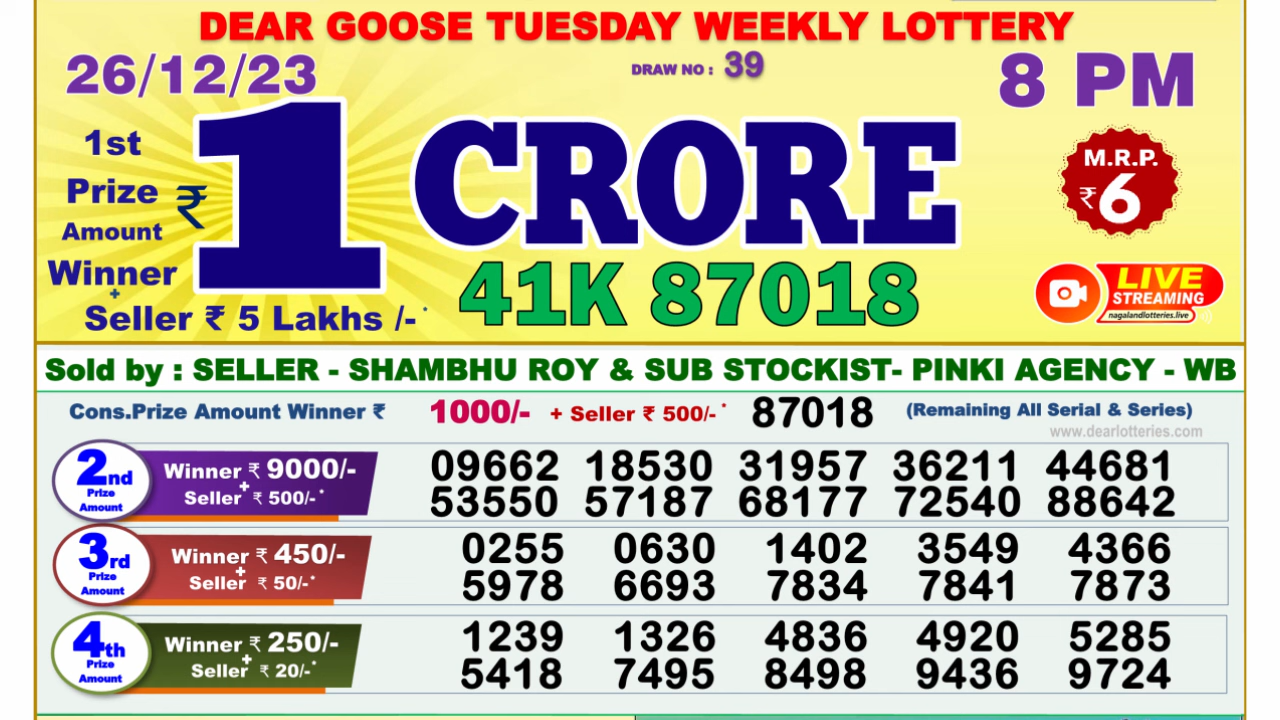 DEAR GOOSE TUESDAY WEEKLY LOTTERY
26/12/23
DRAW NO : 39
8 PM
1st
Prize
Amount
Winner
+
Seller ₹ 5 Lakhs /-*
₹ 1 CRORE
41K 87018
M.R.P.
₹6
LIVE
STREAMING
nagalandlotteries.live
Sold by : SELLER - SHAMBHU ROY & SUB STOCKIST- PINKI AGENCY - WB
Cons.Prize Amount Winner ₹ 1000/- + Seller ₹ 500/-* 87018 (Remaining All Serial & Series)
www.dearlotteries.com
2nd
Prize
Amount
Winner ₹ 9000/-
+
Seller ₹ 500/-*
09662 18530 31957 36211 44681
53550 57187 68177 72540 88642
3rd
Prize
Amount
Winner ₹ 450/-
+
Seller ₹ 50/-*
0255 0630 1402 3549 4366
5978 6693 7834 7841 7873
4th
Prize
Amount
Winner ₹ 250/-
+
Seller ₹ 20/-*
1239 1326 4836 4920 5285
5418 7495 8498 9436 9724